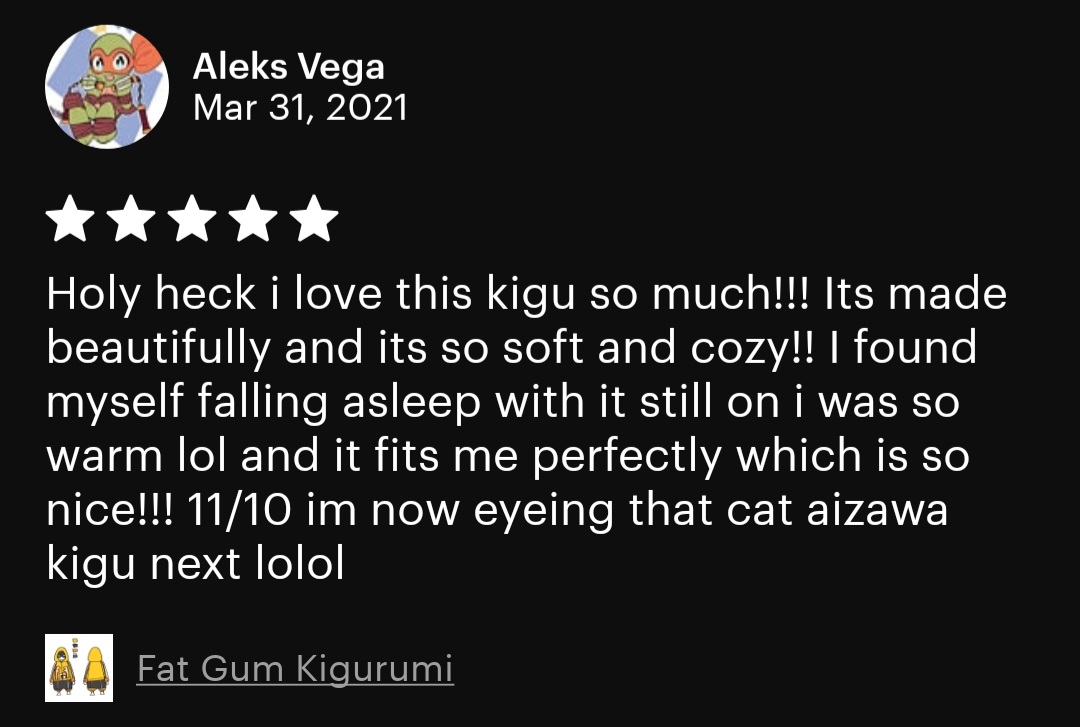 Aleks Vega
Mar 31, 2021
Holy heck i love this kigu so much!!! Its made
beautifully and its so soft and cozy!! I found
myself falling asleep with it still on i was so
warm lol and it fits me perfectly which is so
nice!!! 11/10 im now eyeing that cat aizawa
kigu next lolol
Fat Gum Kigurumi